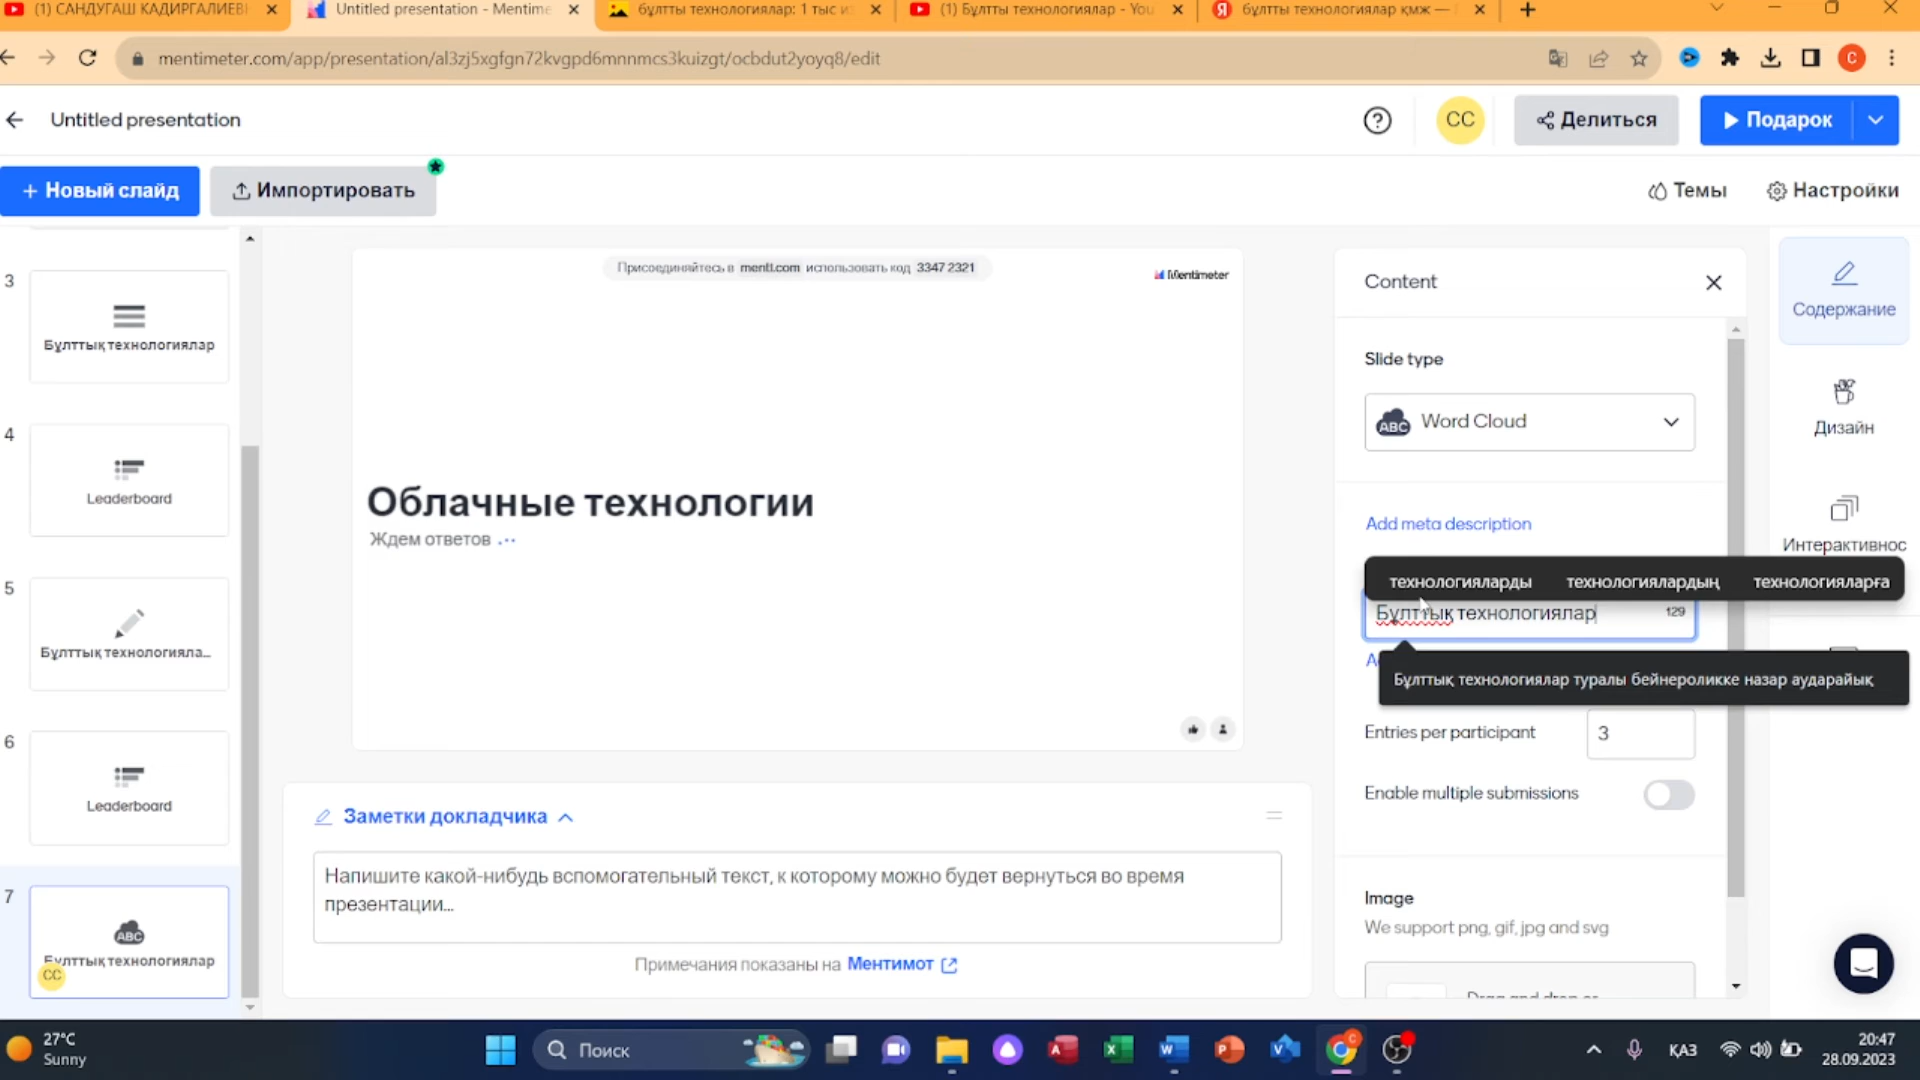 (1) САНДУГАШ КАДИРГАЛИЕВ
Untitled presentation - Mentime
бұлтты технологиялар: 1 тыс и
(1) Бұлтты технологиялар - You
бұлтты технологиялар қмж —
mentimeter.com/app/presentation/al3zj5xgfgn72kvgpd6mnnmcs3kuizgt/ocbdut2yoyq8/edit
C
Untitled presentation
CC
Делиться
Подарок
+ Новый слайд
Импортировать
Темы
Настройки
3
Бұлттық технологиялар
4
Leaderboard
5
Бұлттық технологияла...
6
Leaderboard
7
ABC
Бұлттық технологиялар
CC
Присоединяйтесь в menti.com использовать код 3347 2321
Mentimeter
Облачные технологии
Ждем ответов
Заметки докладчика
Напишите какой-нибудь вспомогательный текст, к которому можно будет вернуться во время
презентации...
Примечания показаны на Ментимот
Content
Slide type
ABC Word Cloud
Add meta description
технологияларды технологиялардың технологияларға
Бұлттық технологиялар 129
Бұлттық технологиялар туралы бейнероликке назар аударайық
Entries per participant 3
Enable multiple submissions
Image
We support png, gif, jpg and svg
Drag and drop or
Содержание
Дизайн
Интерактивнос
27°C
Sunny
Поиск
ҚАЗ
20:47
28.09.2023